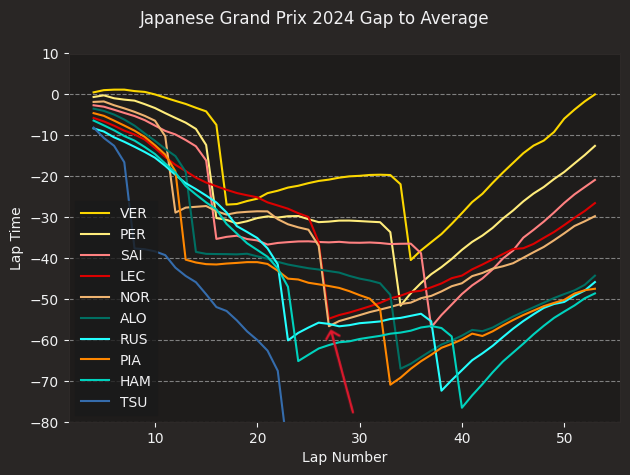 Japanese Grand Prix 2024 Gap to Average
Lap Time
10
0
−10
−20
−30
−40
−50
−60
−70
−80
VER
PER
SAI
LEC
NOR
ALO
RUS
PIA
HAM
TSU
10
20
30
40
50
Lap Number